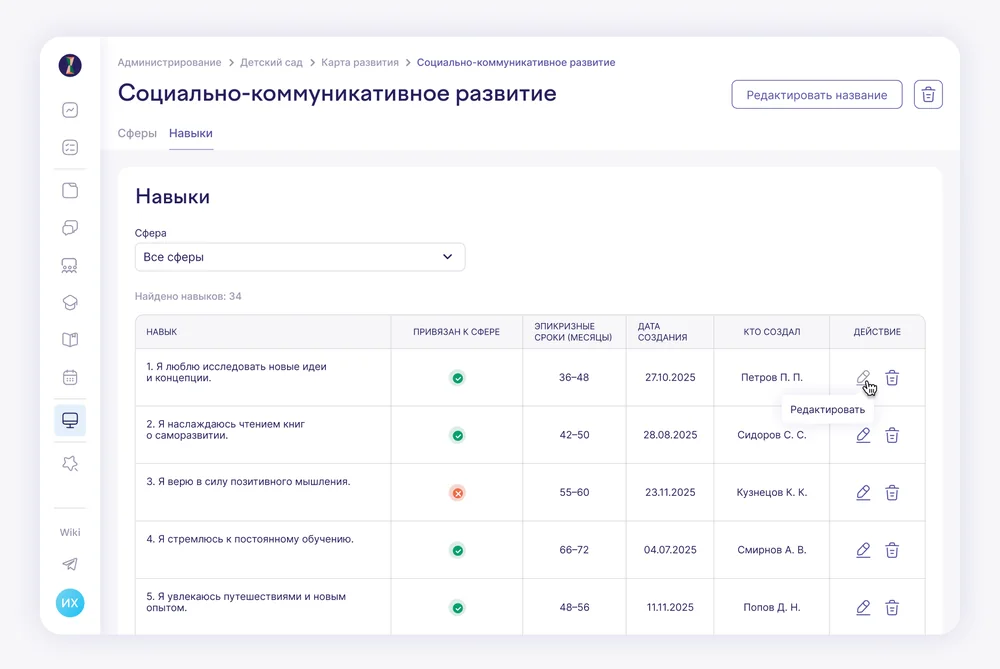 Администрирование > Детский сад > Карта развития > Социально-коммуникативное развитие
Социально-коммуникативное развитие
Редактировать название
Сферы Навыки
Навыки
Сфера
Все сферы
Найдено навыков: 34
НАВЫК
ПРИВЯЗАН К СФЕРЕ
ЭПИКРИЗНЫЕ
СРОКИ (МЕСЯЦЫ)
ДАТА
СОЗДАНИЯ
КТО СОЗДАЛ
ДЕЙСТВИЕ
1. Я люблю исследовать новые идеи
и концепции.
36–48
27.10.2025
Петров П. П.
Редактировать
2. Я наслаждаюсь чтением книг
о саморазвитии.
42–50
28.08.2025
Сидоров С. С.
3. Я верю в силу позитивного мышления.
55–60
23.11.2025
Кузнецов К. К.
4. Я стремлюсь к постоянному обучению.
66–72
04.07.2025
Смирнов А. В.
5. Я увлекаюсь путешествиями и новым
опытом.
48–56
11.11.2025
Попов Д. Н.
Wiki
ИХ